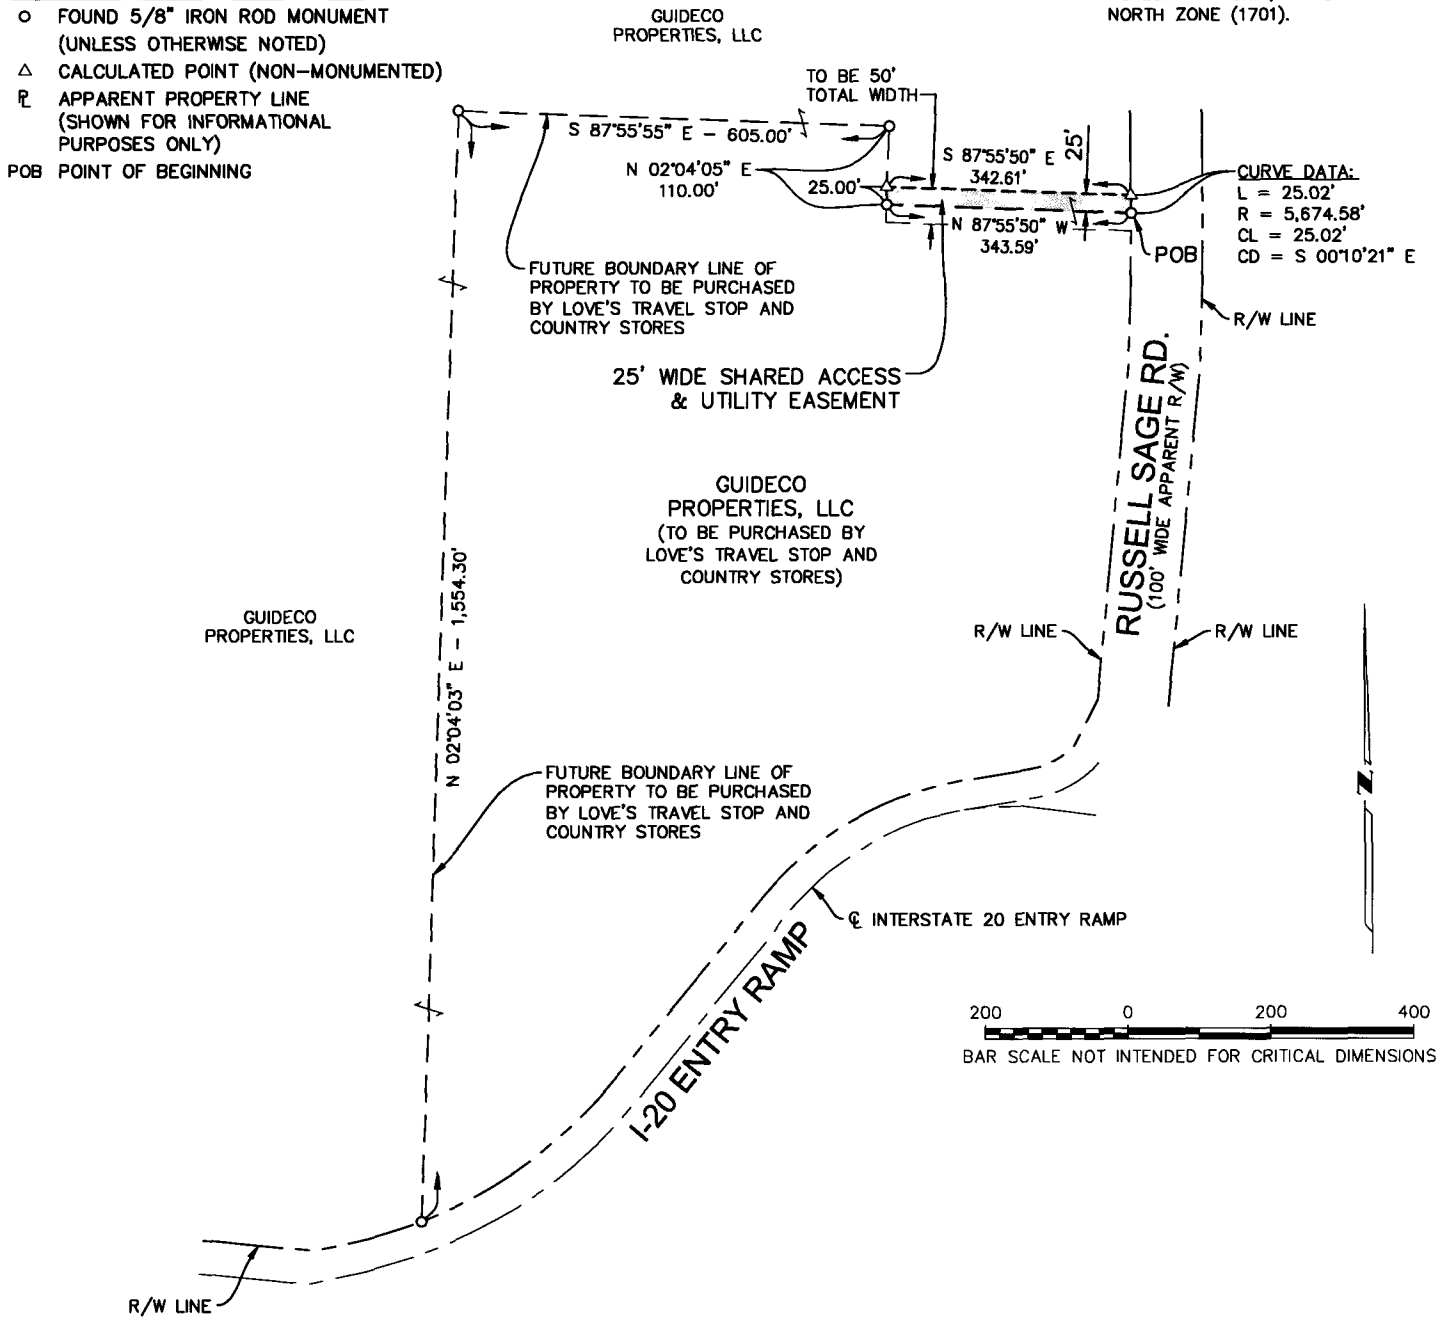 FOUND 5/8" IRON ROD MONUMENT
(UNLESS OTHERWISE NOTED)
CALCULATED POINT (NON-MONUMENTED)
PL APPARENT PROPERTY LINE
(SHOWN FOR INFORMATIONAL
PURPOSES ONLY)
POB POINT OF BEGINNING
GUIDECO
PROPERTIES, LLC
NORTH ZONE (1701).
TO BE 50'
TOTAL WIDTH
S 87°55'55" E - 605.00'
N 02°04'05" E
110.00'
25.00'
S 87°55'50" E
342.61'
25'
N 87°55'50" W
343.59'
POB
CURVE DATA:
L = 25.02'
R = 5,674.58'
CL = 25.02'
CD = S 00°10'21" E
FUTURE BOUNDARY LINE OF
PROPERTY TO BE PURCHASED
BY LOVE'S TRAVEL STOP AND
COUNTRY STORES
R/W LINE
25' WIDE SHARED ACCESS
& UTILITY EASEMENT
RUSSELL SAGE RD.
(100' WIDE APPARENT R/W)
GUIDECO
PROPERTIES, LLC
(TO BE PURCHASED BY
LOVE'S TRAVEL STOP AND
COUNTRY STORES)
N 02°04'03" E - 1,554.30'
GUIDECO
PROPERTIES, LLC
R/W LINE
R/W LINE
FUTURE BOUNDARY LINE OF
PROPERTY TO BE PURCHASED
BY LOVE'S TRAVEL STOP AND
COUNTRY STORES
N
CL INTERSTATE 20 ENTRY RAMP
I-20 ENTRY RAMP
200 0 200 400
BAR SCALE NOT INTENDED FOR CRITICAL DIMENSIONS
R/W LINE